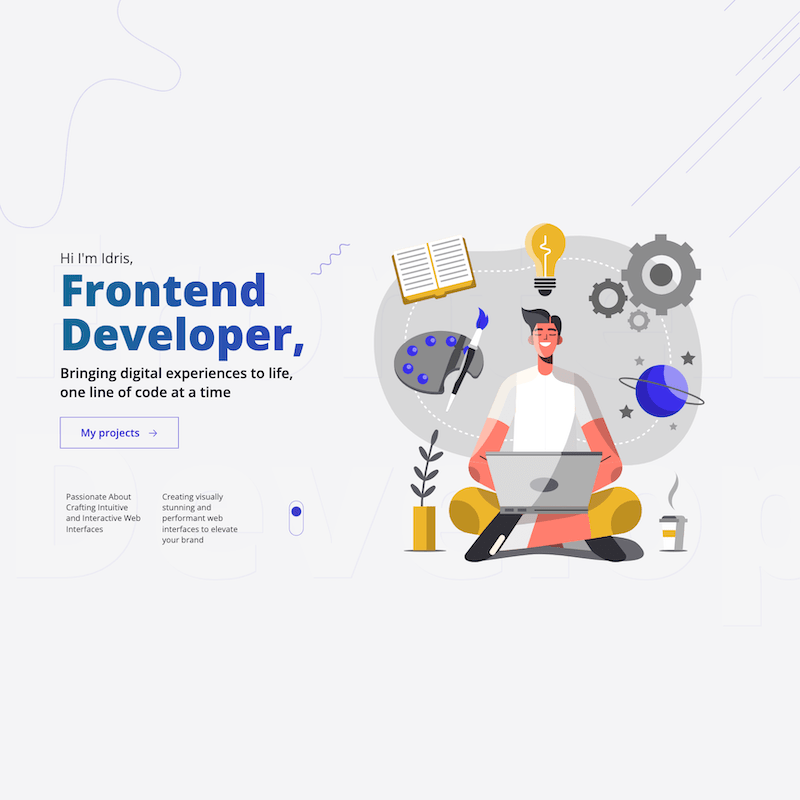 Hi I'm Idris,
Frontend
Developer,
Bringing digital experiences to life,
one line of code at a time
My projects
Passionate About
Crafting Intuitive
and Interactive Web
Interfaces
Creating visually
stunning and
performant web
interfaces to elevate
your brand